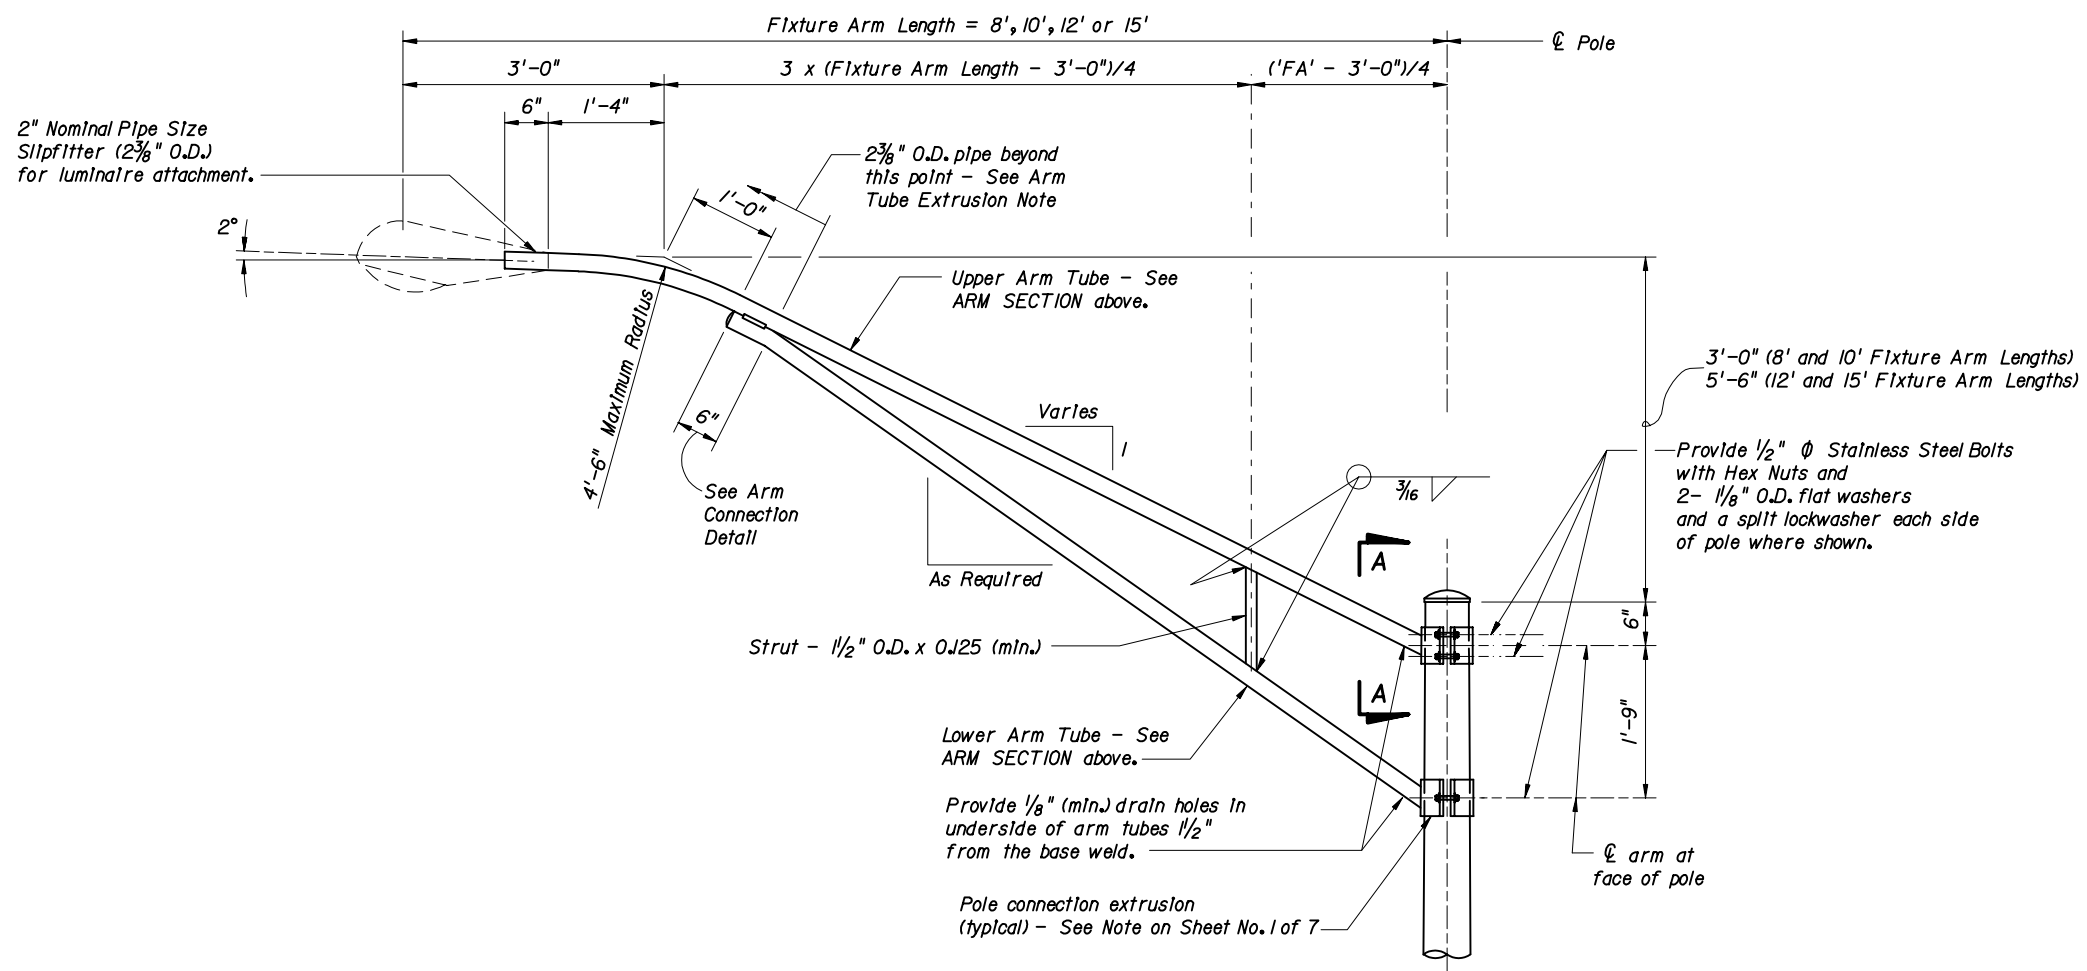 Fixture Arm Length = 8', 10', 12' or 15'
℄ Pole
3'-0"
3 x (Fixture Arm Length - 3'-0")/4
('FA' - 3'-0")/4
6"
1'-4"
2" Nominal Pipe Size
Slipfitter (2⅜" O.D.)
for luminaire attachment.
2⅜" O.D. pipe beyond
this point - See Arm
Tube Extrusion Note
1'-0"
2°
Upper Arm Tube - See
ARM SECTION above.
4'-6" Maximum Radius
3'-0" (8' and 10' Fixture Arm Lengths)
5'-6" (12' and 15' Fixture Arm Lengths)
6"
Varies
1
Provide ½" ϕ Stainless Steel Bolts
with Hex Nuts and
2- 1⅛" O.D. flat washers
and a split lockwasher each side
of pole where shown.
See Arm
Connection
Detail
3/16
A
As Required
6"
Strut - 1½" O.D. x 0.125 (min.)
A
1'-9"
Lower Arm Tube - See
ARM SECTION above.
Provide ⅛" (min.) drain holes in
underside of arm tubes 1½"
from the base weld.
℄ arm at
face of pole
Pole connection extrusion
(typical) - See Note on Sheet No. 1 of 7